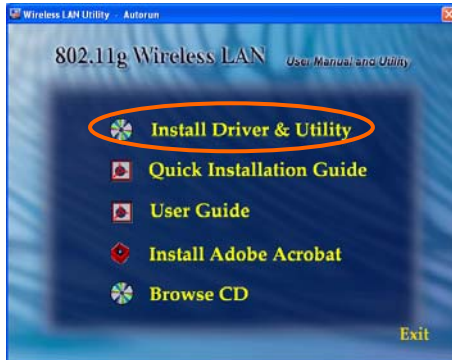 Wireless LAN Utility - Autorun
802.11g Wireless LAN User Manual and Utility
Install Driver & Utility
Quick Installation Guide
User Guide
Install Adobe Acrobat
Browse CD
Exit